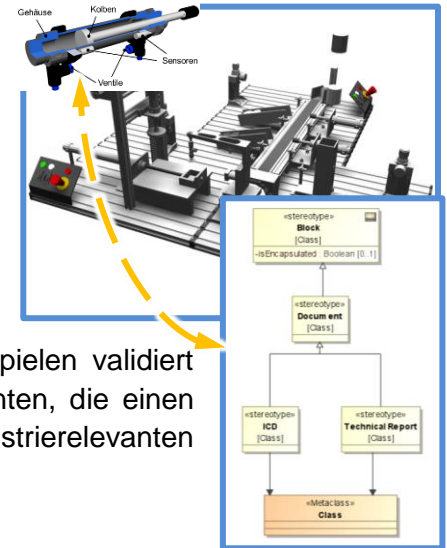 Gehäuse
Kolben
Sensoren
Ventile
«stereotype»
Block
[Class]
-isEncapsulated : Boolean [0..1]
«stereotype»
Document
[Class]
pielen validiert
nten, die einen
strierelevanten
«stereotype»
ICD
[Class]
«stereotype»
Technical Report
[Class]
«Metaclass»
Class